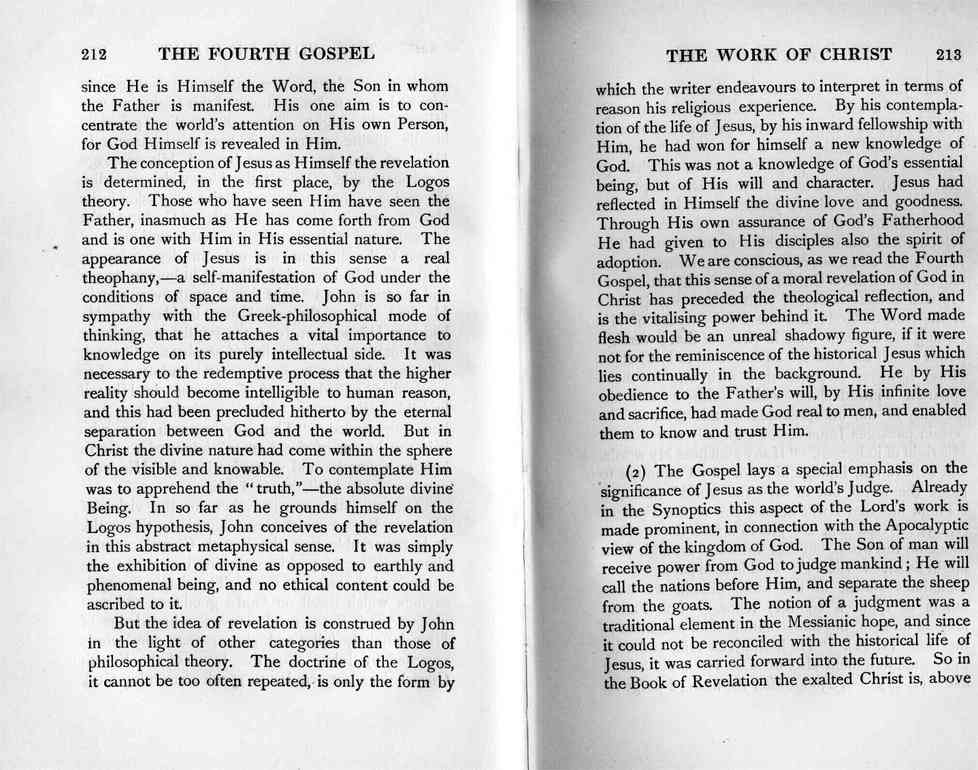 212 THE FOURTH GOSPEL
since He is Himself the Word, the Son in whom
the Father is manifest. His one aim is to con-
centrate the world's attention on His own Person,
for God Himself is revealed in Him.
The conception of Jesus as Himself the revelation
is determined, in the first place, by the Logos
theory. Those who have seen Him have seen the
Father, inasmuch as He has come forth from God
and is one with Him in His essential nature. The
appearance of Jesus is in this sense a real
theophany,—a self-manifestation of God under the
conditions of space and time. John is so far in
sympathy with the Greek-philosophical mode of
thinking, that he attaches a vital importance to
knowledge on its purely intellectual side. It was
necessary to the redemptive process that the higher
reality should become intelligible to human reason,
and this had been precluded hitherto by the eternal
separation between God and the world. But in
Christ the divine nature had come within the sphere
of the visible and knowable. To contemplate Him
was to apprehend the "truth,"—the absolute divine
Being. In so far as he grounds himself on the
Logos hypothesis, John conceives of the revelation
in this abstract metaphysical sense. It was simply
the exhibition of divine as opposed to earthly and
phenomenal being, and no ethical content could be
ascribed to it.
But the idea of revelation is construed by John
in the light of other categories than those of
philosophical theory. The doctrine of the Logos,
it cannot be too often repeated, is only the form by
THE WORK OF CHRIST 213
which the writer endeavours to interpret in terms of
reason his religious experience. By his contempla-
tion of the life of Jesus, by his inward fellowship with
Him, he had won for himself a new knowledge of
God. This was not a knowledge of God's essential
being, but of His will and character. Jesus had
reflected in Himself the divine love and goodness.
Through His own assurance of God's Fatherhood
He had given to His disciples also the spirit of
adoption. We are conscious, as we read the Fourth
Gospel, that this sense of a moral revelation of God in
Christ has preceded the theological reflection, and
is the vitalising power behind it. The Word made
flesh would be an unreal shadowy figure, if it were
not for the reminiscence of the historical Jesus which
lies continually in the background. He by His
obedience to the Father's will, by His infinite love
and sacrifice, had made God real to men, and enabled
them to know and trust Him.
(2) The Gospel lays a special emphasis on the
significance of Jesus as the world's Judge. Already
in the Synoptics this aspect of the Lord's work is
made prominent, in connection with the Apocalyptic
view of the kingdom of God. The Son of man will
receive power from God to judge mankind; He will
call the nations before Him, and separate the sheep
from the goats. The notion of a judgment was a
traditional element in the Messianic hope, and since
it could not be reconciled with the historical life of
Jesus, it was carried forward into the future. So in
the Book of Revelation the exalted Christ is, above